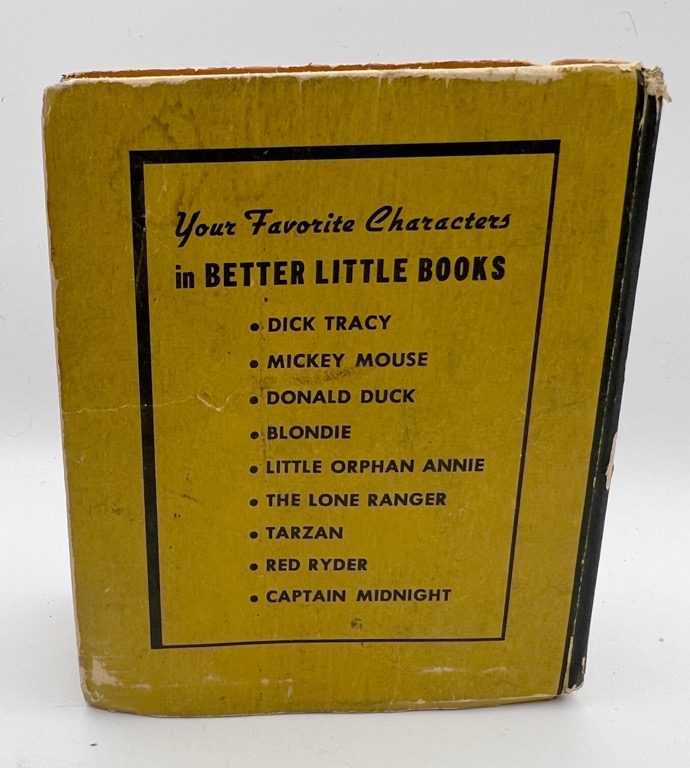 Your Favorite Characters
in BETTER LITTLE BOOKS
• DICK TRACY
• MICKEY MOUSE
• DONALD DUCK
• BLONDIE
• LITTLE ORPHAN ANNIE
• THE LONE RANGER
• TARZAN
• RED RYDER
• CAPTAIN MIDNIGHT